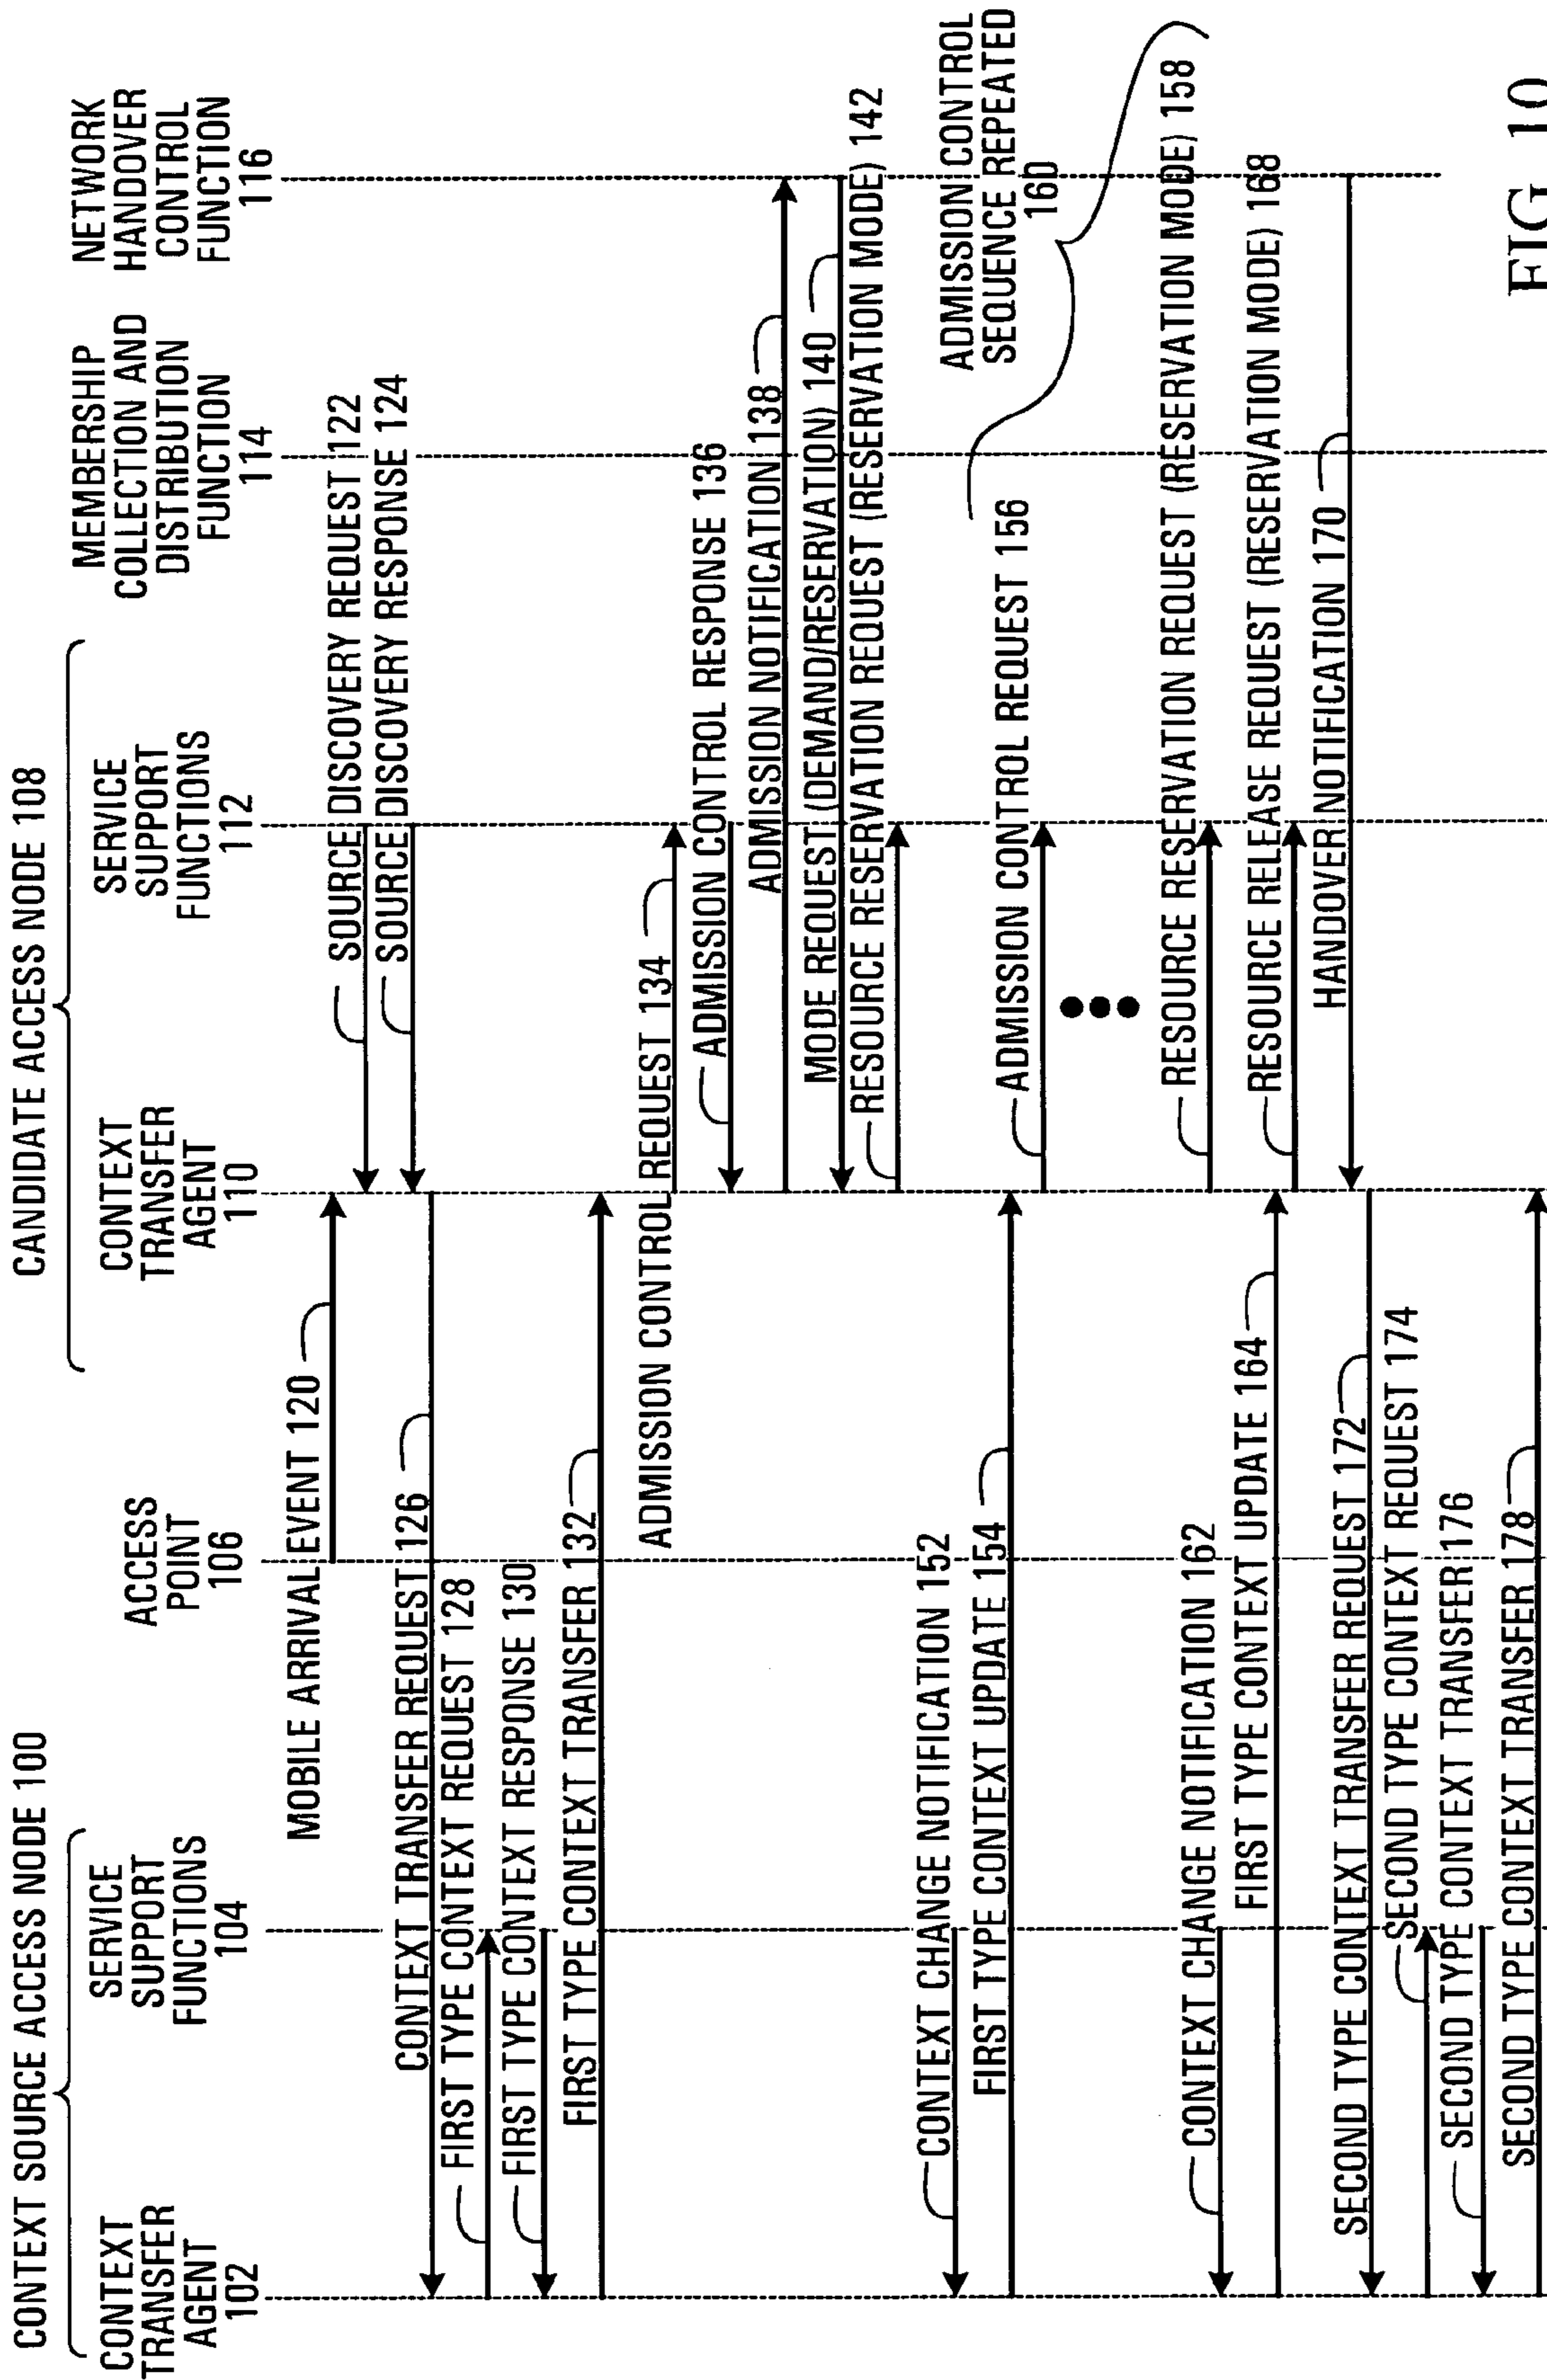 CONTEXT SOURCE ACCESS NODE 100
CANDIDATE ACCESS NODE 108
CONTEXT
TRANSFER
AGENT
102
SERVICE
SUPPORT
FUNCTIONS
104
ACCESS
POINT
106
CONTEXT
TRANSFER
AGENT
110
SERVICE
SUPPORT
FUNCTIONS
112
MEMBERSHIP
COLLECTION AND
DISTRIBUTION
FUNCTION
114
NETWORK
HANDOVER
CONTROL
FUNCTION
116
MOBILE ARRIVAL EVENT 120
SOURCE DISCOVERY REQUEST 122
SOURCE DISCOVERY RESPONSE 124
CONTEXT TRANSFER REQUEST 126
FIRST TYPE CONTEXT REQUEST 128
FIRST TYPE CONTEXT RESPONSE 130
FIRST TYPE CONTEXT TRANSFER 132
ADMISSION CONTROL REQUEST 134
ADMISSION CONTROL RESPONSE 136
ADMISSION NOTIFICATION 138
MODE REQUEST (DEMAND/RESERVATION) 140
RESOURCE RESERVATION REQUEST (RESERVATION MODE) 142
CONTEXT CHANGE NOTIFICATION 152
FIRST TYPE CONTEXT UPDATE 154
ADMISSION CONTROL REQUEST 156
ADMISSION CONTROL
SEQUENCE REPEATED
160
RESOURCE RESERVATION REQUEST (RESERVATION MODE) 158
CONTEXT CHANGE NOTIFICATION 162
FIRST TYPE CONTEXT UPDATE 164
RESOURCE RELEASE REQUEST (RESERVATION MODE) 168
HANDOVER NOTIFICATION 170
SECOND TYPE CONTEXT TRANSFER REQUEST 172
SECOND TYPE CONTEXT REQUEST 174
SECOND TYPE CONTEXT TRANSFER 176
SECOND TYPE CONTEXT TRANSFER 178
FIG. 10